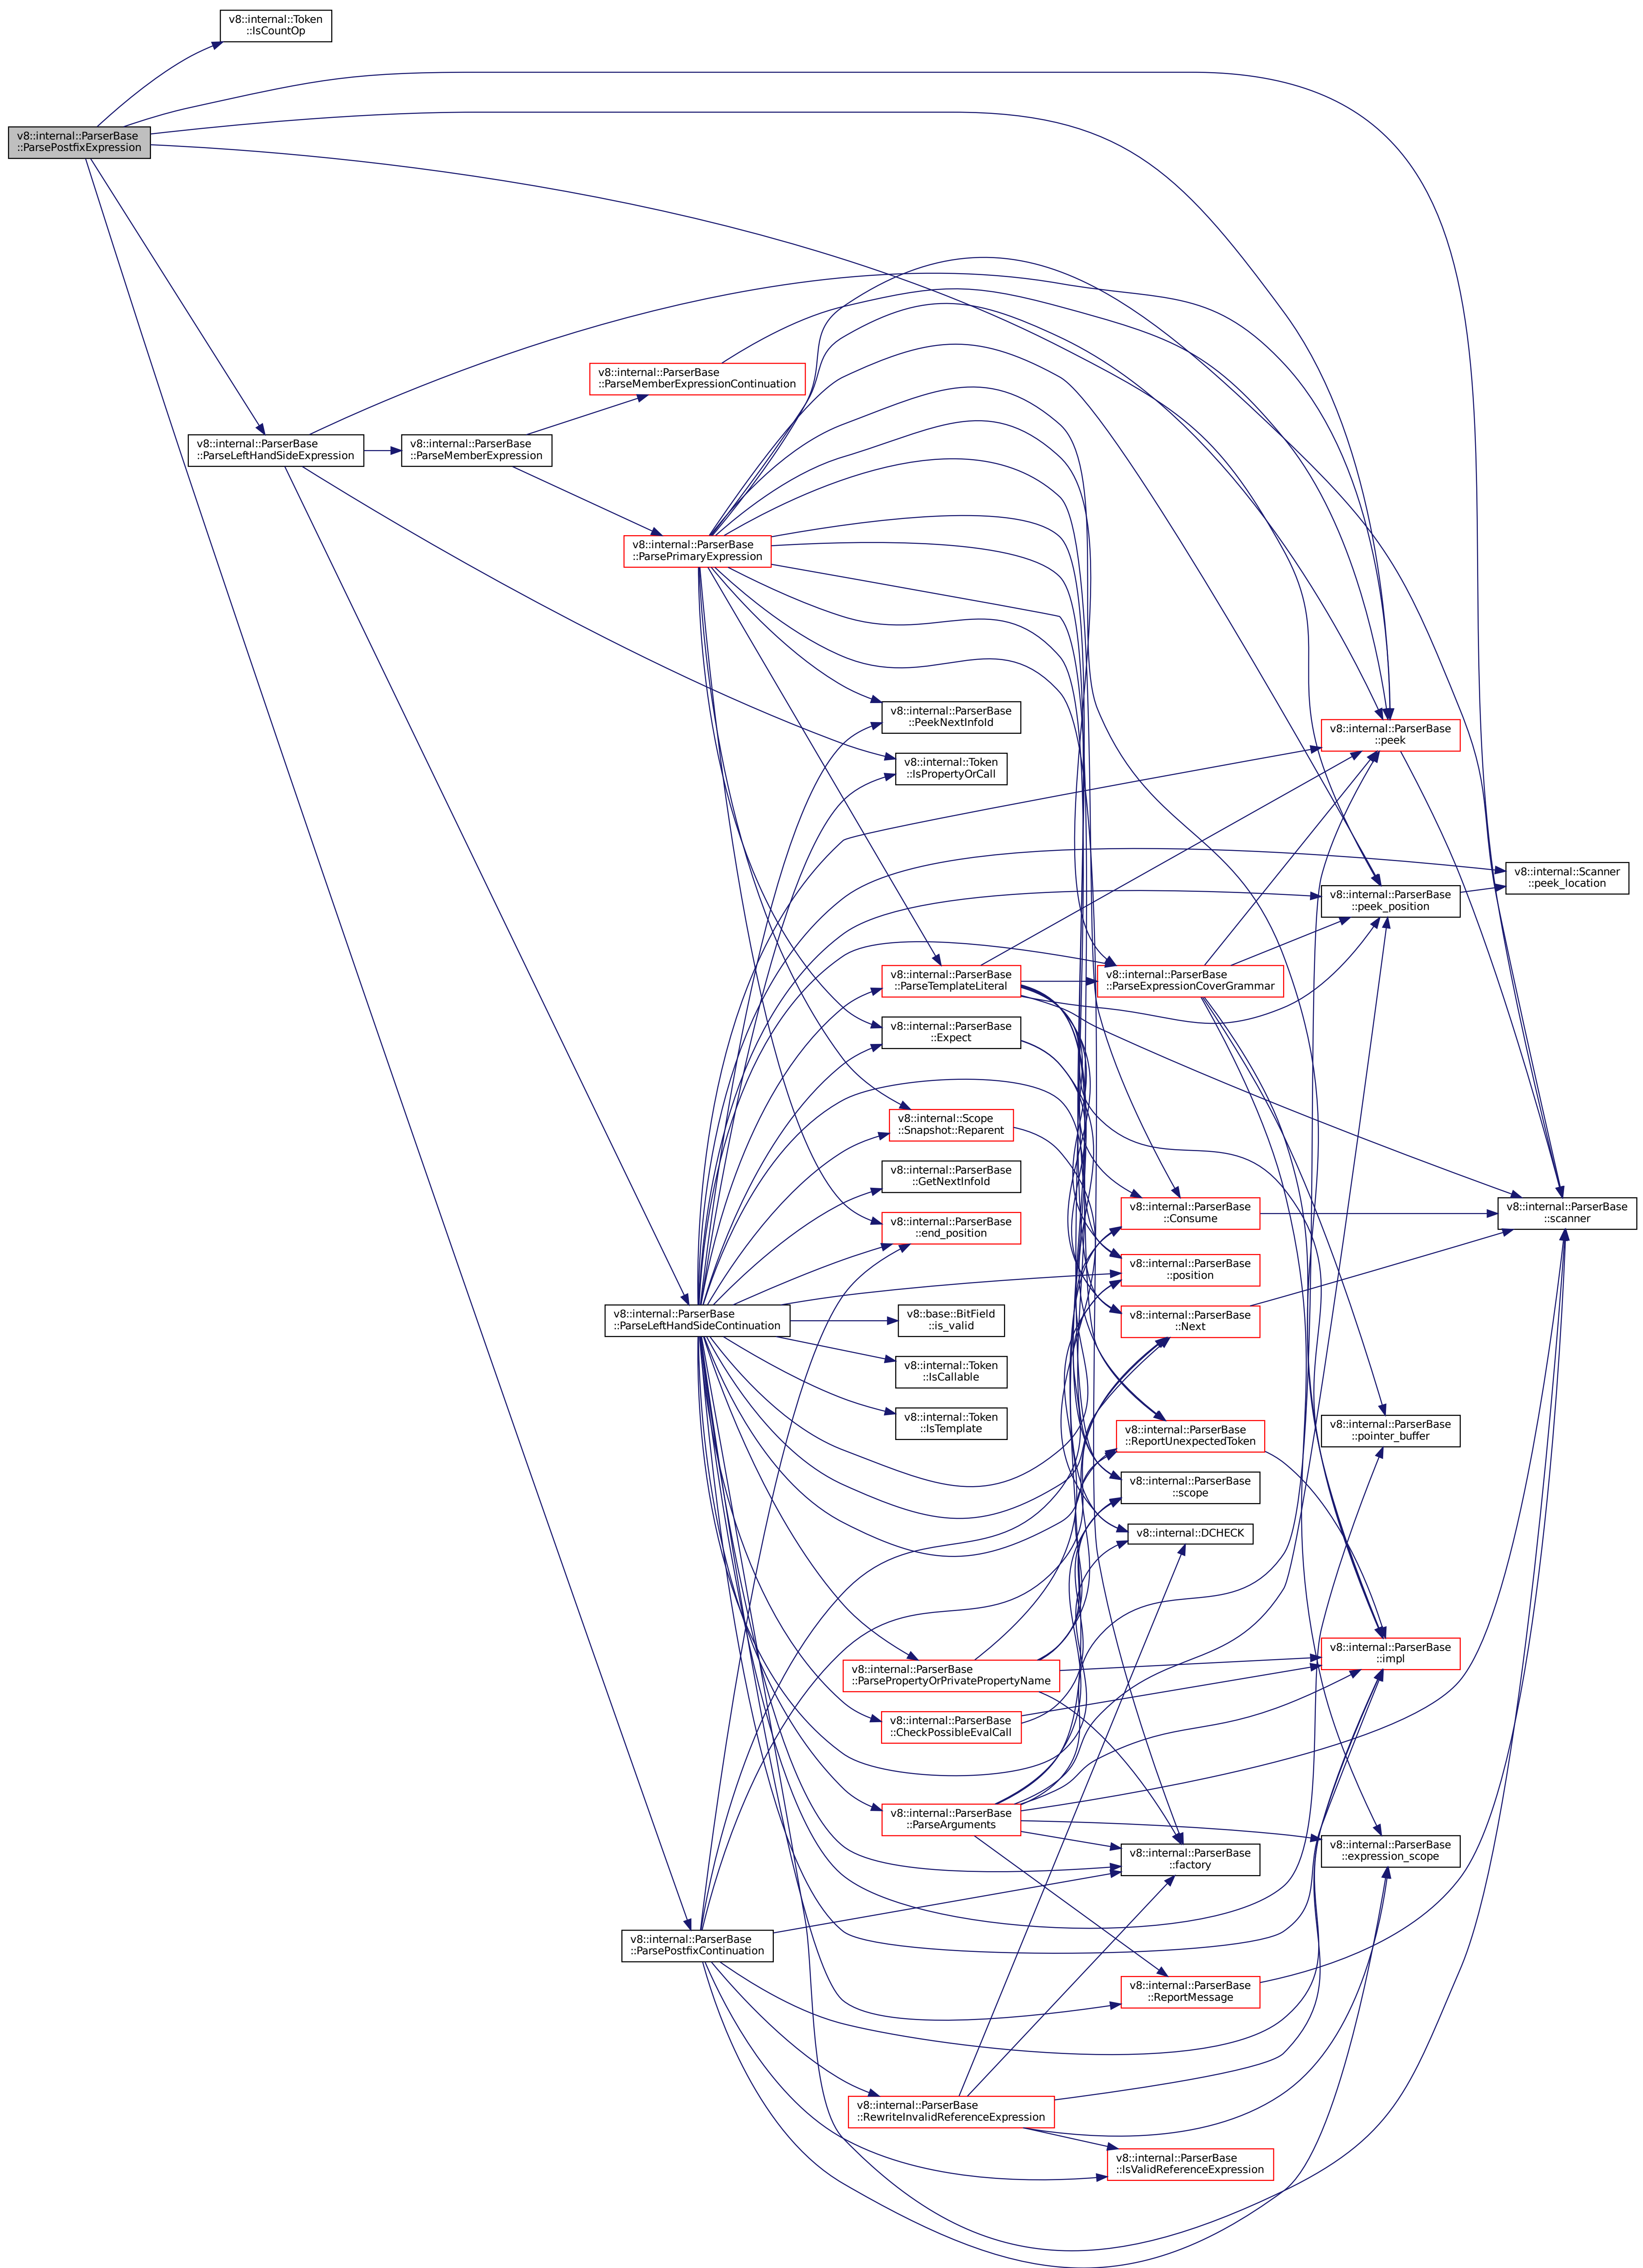 v8::internal::Token
::IsCountOp
v8::internal::ParserBase
::ParsePostfixExpression
v8::internal::ParserBase
::ParseMemberExpressionContinuation
v8::internal::ParserBase
::ParseLeftHandSideExpression
v8::internal::ParserBase
::ParseMemberExpression
v8::internal::ParserBase
::ParsePrimaryExpression
v8::internal::ParserBase
::PeekNextInfoId
v8::internal::ParserBase
::peek
v8::internal::Token
::IsPropertyOrCall
v8::internal::Scanner
::peek_location
v8::internal::ParserBase
::peek_position
v8::internal::ParserBase
::ParseTemplateLiteral
v8::internal::ParserBase
::ParseExpressionCoverGrammar
v8::internal::ParserBase
::Expect
v8::internal::Scope
::Snapshot::Reparent
v8::internal::ParserBase
::GetNextInfoId
v8::internal::ParserBase
::Consume
v8::internal::ParserBase
::scanner
v8::internal::ParserBase
::end_position
v8::internal::ParserBase
::position
v8::internal::ParserBase
::ParseLeftHandSideContinuation
v8::base::BitField
::is_valid
v8::internal::ParserBase
::Next
v8::internal::Token
::IsCallable
v8::internal::Token
::IsTemplate
v8::internal::ParserBase
::ReportUnexpectedToken
v8::internal::ParserBase
::pointer_buffer
v8::internal::ParserBase
::scope
v8::internal::DCHECK
v8::internal::ParserBase
::ParsePropertyOrPrivatePropertyName
v8::internal::ParserBase
::impl
v8::internal::ParserBase
::CheckPossibleEvalCall
v8::internal::ParserBase
::ParseArguments
v8::internal::ParserBase
::factory
v8::internal::ParserBase
::expression_scope
v8::internal::ParserBase
::ParsePostfixContinuation
v8::internal::ParserBase
::ReportMessage
v8::internal::ParserBase
::RewriteInvalidReferenceExpression
v8::internal::ParserBase
::IsValidReferenceExpression